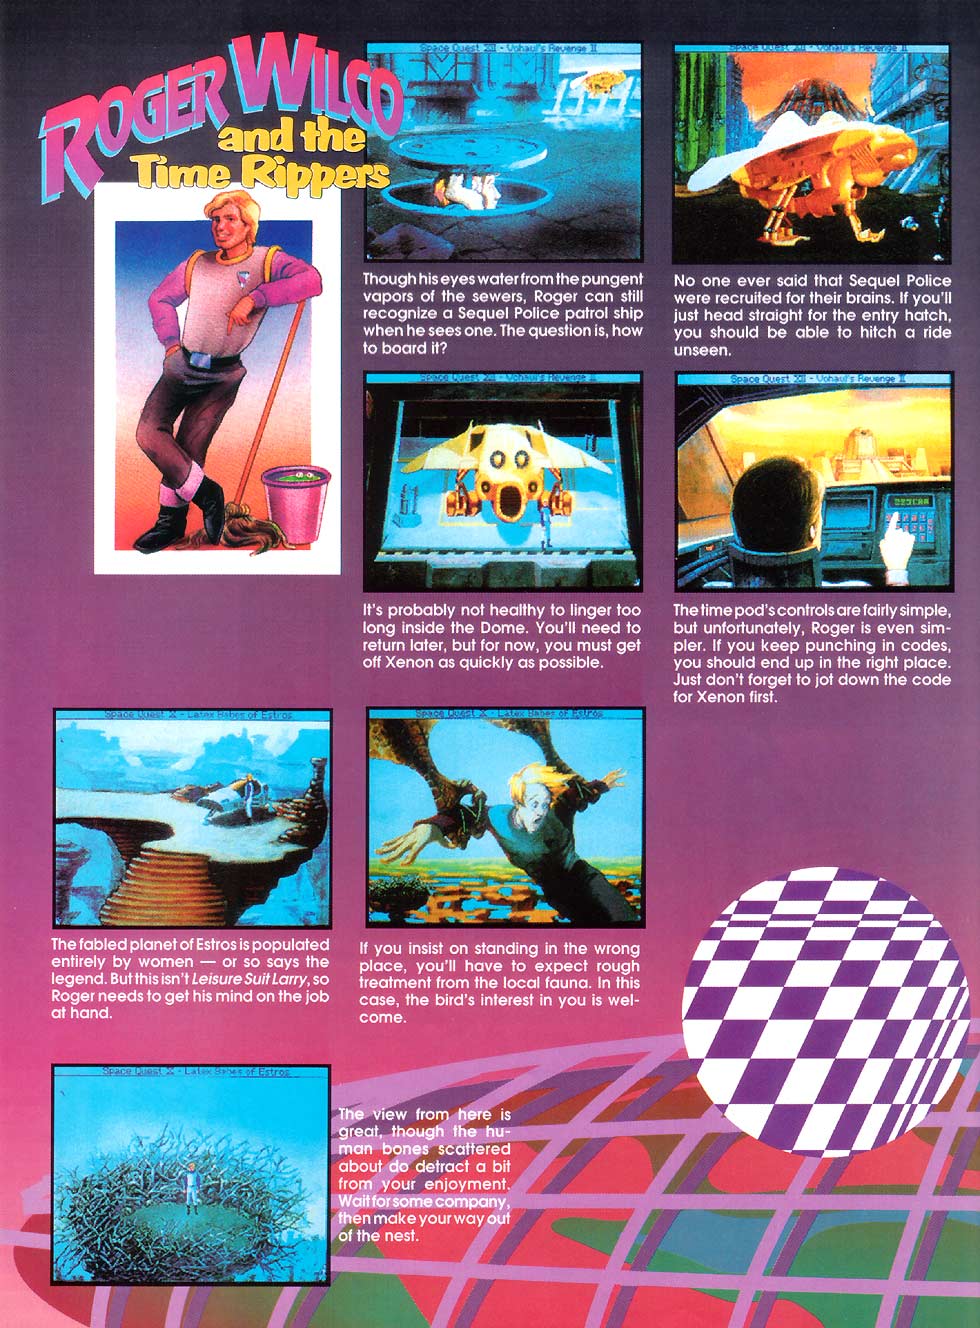 ROGER WILCO
and the
Time Rippers
Space Quest XII - Vohaul's Revenge II
Though his eyes water from the pungent
vapors of the sewers, Roger can still
recognize a Sequel Police patrol ship
when he sees one. The question is, how
to board it?
Space Quest XII - Vohaul's Revenge II
No one ever said that Sequel Police
were recruited for their brains. If you'll
just head straight for the entry hatch,
you should be able to hitch a ride
unseen.
Space Quest XII - Vohaul's Revenge II
It's probably not healthy to linger too
long inside the Dome. You'll need to
return later, but for now, you must get
off Xenon as quickly as possible.
Space Quest XII - Vohaul's Revenge II
The time pod's controls are fairly simple,
but unfortunately, Roger is even sim-
pler. If you keep punching in codes,
you should end up in the right place.
Just don't forget to jot down the code
for Xenon first.
Space Quest X - Latex Babes of Estros
The fabled planet of Estros is populated
entirely by women — or so says the
legend. But this isn't Leisure Suit Larry, so
Roger needs to get his mind on the job
at hand.
Space Quest X - Latex Babes of Estros
If you insist on standing in the wrong
place, you'll have to expect rough
treatment from the local fauna. In this
case, the bird's interest in you is wel-
come.
Space Quest X - Latex Babes of Estros
The view from here is
great, though the hu-
man bones scattered
about do detract a bit
from your enjoyment.
Wait for some company,
then make your way out
of the nest.